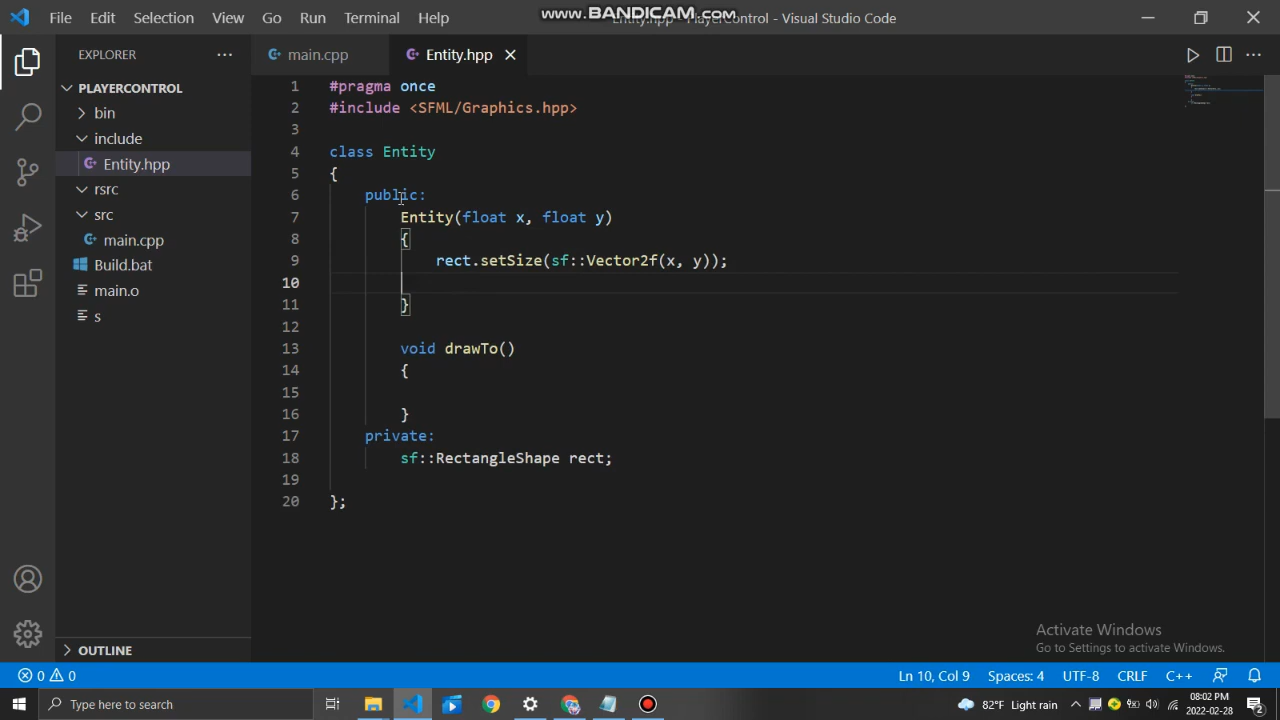 File Edit Selection View Go Run Terminal Help
www.BANDICAM.com
Entity.hpp - PlayerControl - Visual Studio Code
EXPLORER
main.cpp
Entity.hpp
PLAYERCONTROL
bin
include
Entity.hpp
rsrc
src
main.cpp
Build.bat
main.o
s
OUTLINE
1 #pragma once
2 #include <SFML/Graphics.hpp>
3
4 class Entity
5 {
6 public:
7 Entity(float x, float y)
8 {
9 rect.setSize(sf::Vector2f(x, y));
10
11 }
12
13 void drawTo()
14 {
15
16 }
17 private:
18 sf::RectangleShape rect;
19
20 };
Activate Windows
Go to Settings to activate Windows.
0 0 Ln 10, Col 9 Spaces: 4 UTF-8 CRLF C++
Type here to search
82°F Light rain
08:02 PM
2022-02-28
2